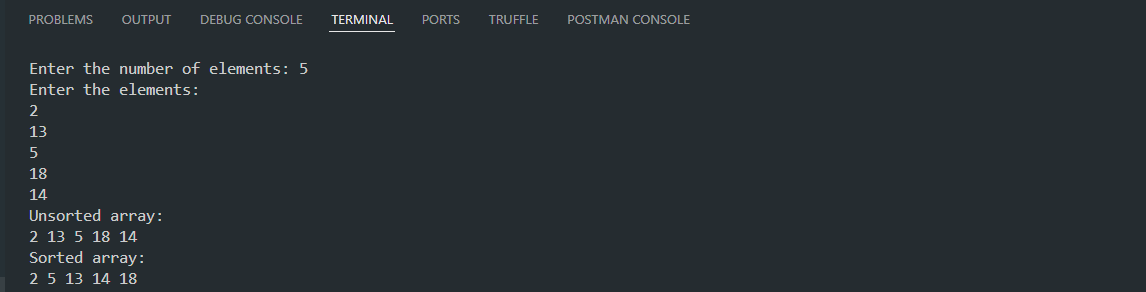 PROBLEMS OUTPUT DEBUG CONSOLE TERMINAL PORTS TRUFFLE POSTMAN CONSOLE
Enter the number of elements: 5
Enter the elements:
2
13
5
18
14
Unsorted array:
2 13 5 18 14
Sorted array:
2 5 13 14 18